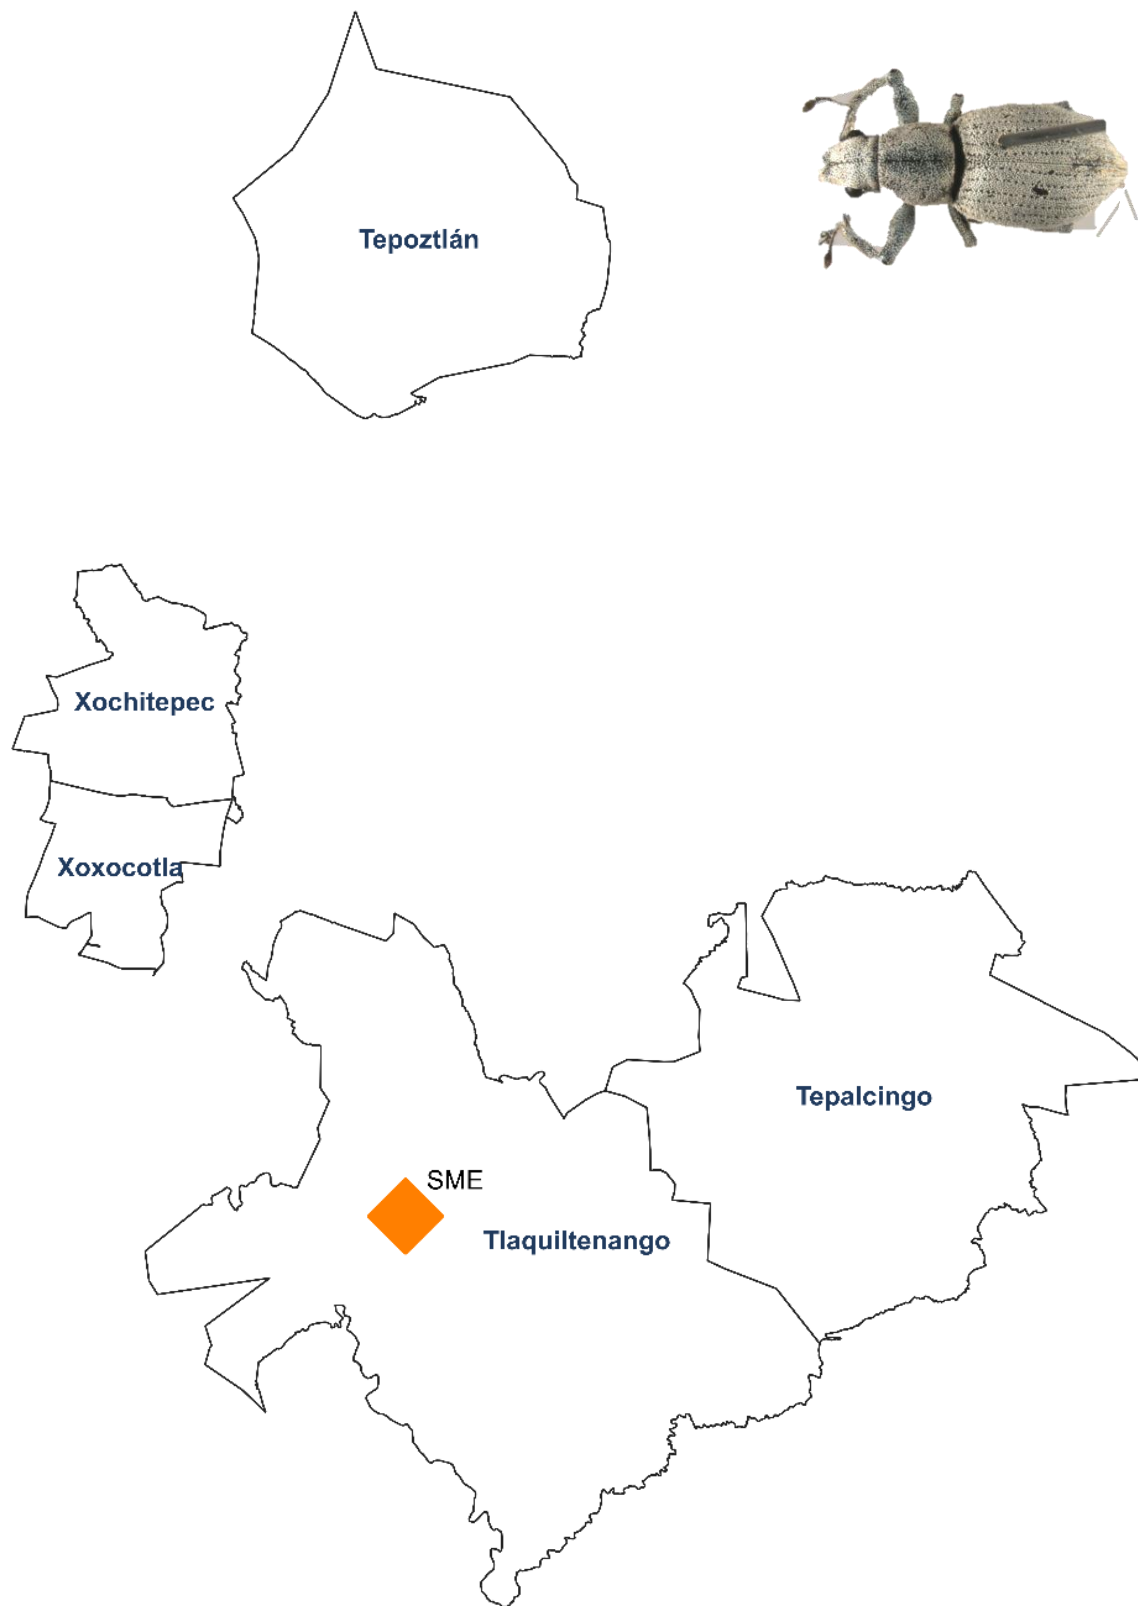 Tepoztlán
Xochitepec
Xoxocotla
Tepalcingo
SME
Tlaquiltenango